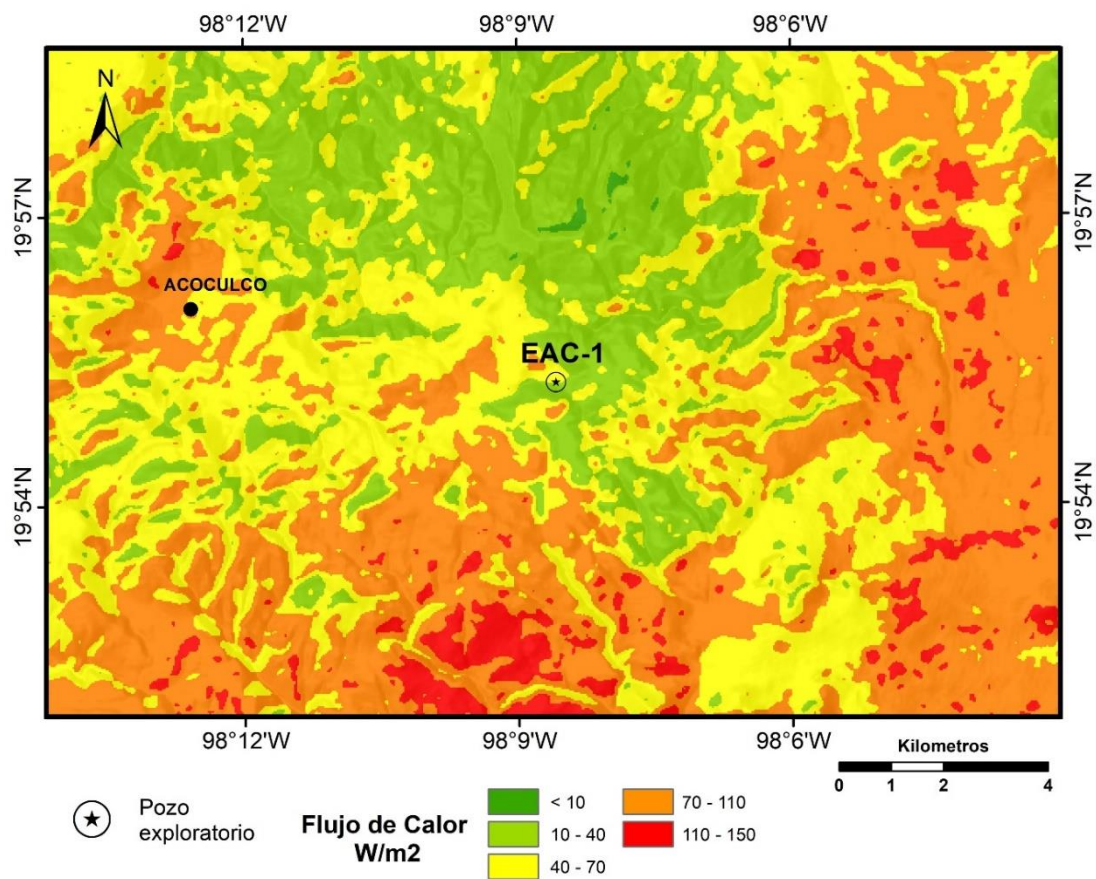 98°12'W 98°9'W 98°6'W
N
19°57'N
19°57'N
ACOCULCO
EAC-1
19°54'N
19°54'N
98°12'W 98°9'W 98°6'W
Kilometros
0 1 2 4
Pozo
exploratorio
Flujo de Calor
W/m2
< 10
10 - 40
40 - 70
70 - 110
110 - 150